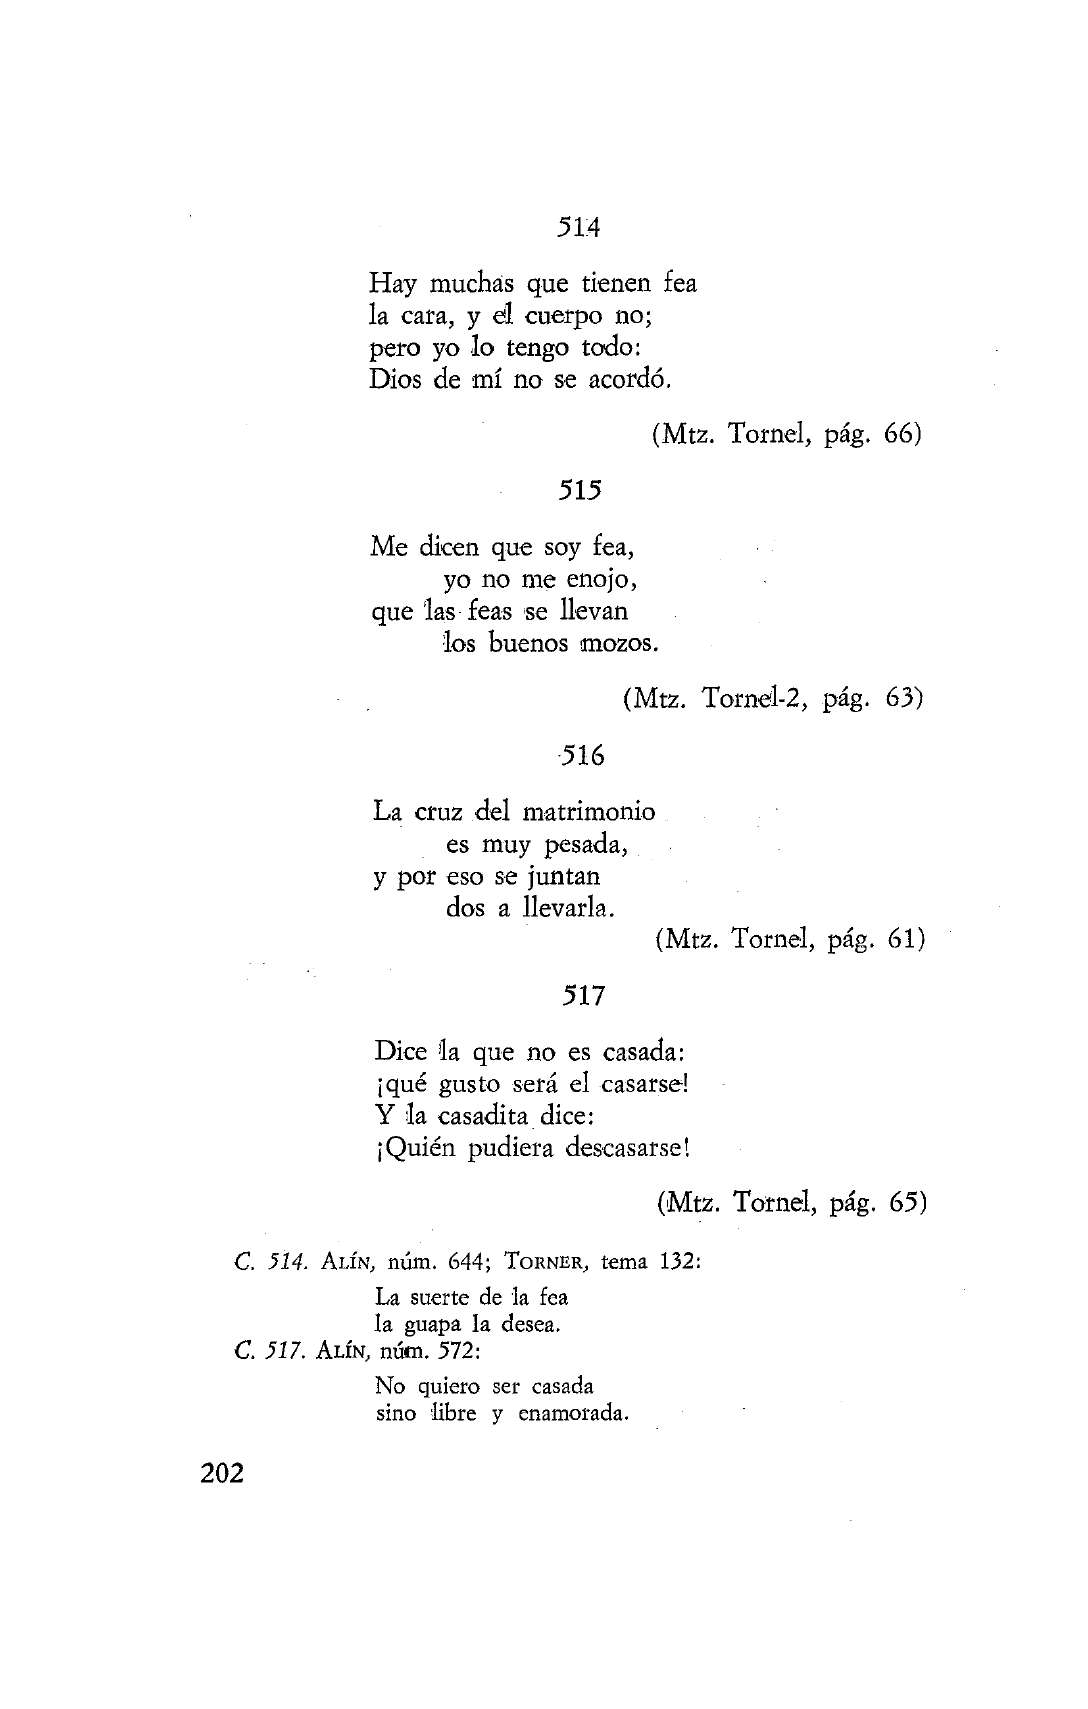 514
Hay muchas que tienen fea
la cara, y el cuerpo no;
pero yo lo tengo todo:
Dios de mí no se acordó.
(Mtz. Tornel, pág. 66)
515
Me dicen que soy fea,
yo no me enojo,
que las feas se llevan
los buenos mozos.
(Mtz. Tornel-2, pág. 63)
516
La cruz del matrimonio
es muy pesada,
y por eso se juntan
dos a llevarla.
(Mtz. Tornel, pág. 61)
517
Dice la que no es casada:
¡qué gusto será el casarse!
Y la casadita dice:
¡Quién pudiera descasarse!
(Mtz. Tornel, pág. 65)
C. 514. ALÍN, núm. 644; TORNER, tema 132:
La suerte de la fea
la guapa la desea.
C. 517. ALÍN, núm. 572:
No quiero ser casada
sino libre y enamorada.
202